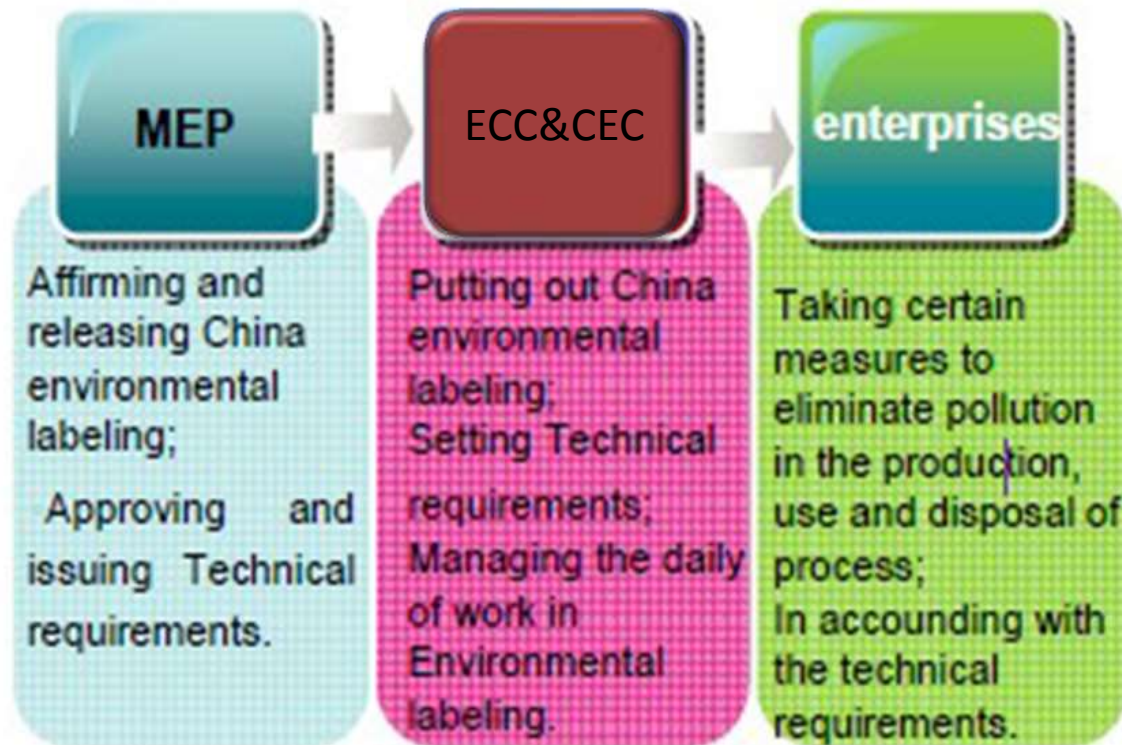 MEP
Affirming and
releasing China
environmental
labeling;
Approving and
issuing Technical
requirements.
ECC&CEC
Putting out China
environmental
labeling;
Setting Technical
requirements;
Managing the daily
of work in
Environmental
labeling.
enterprises
Taking certain
measures to
eliminate pollution
in the production,
use and disposal of
process;
In accounding with
the technical
requirements.